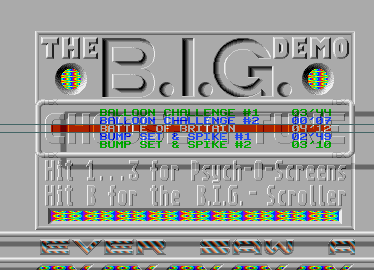 THE B.I.G. DEMO
BALLOON CHALLENGE #1 03'44
BALLOON CHALLENGE #2 00'07
BATTLE OF BRITAIN 04'12
BUMP SET & SPIKE #1 02'49
BUMP SET & SPIKE #2 03'10
Hit 1...3 for Psych-O-Screens
Hit B for the B.I.G. - Scroller
EVER SAW A